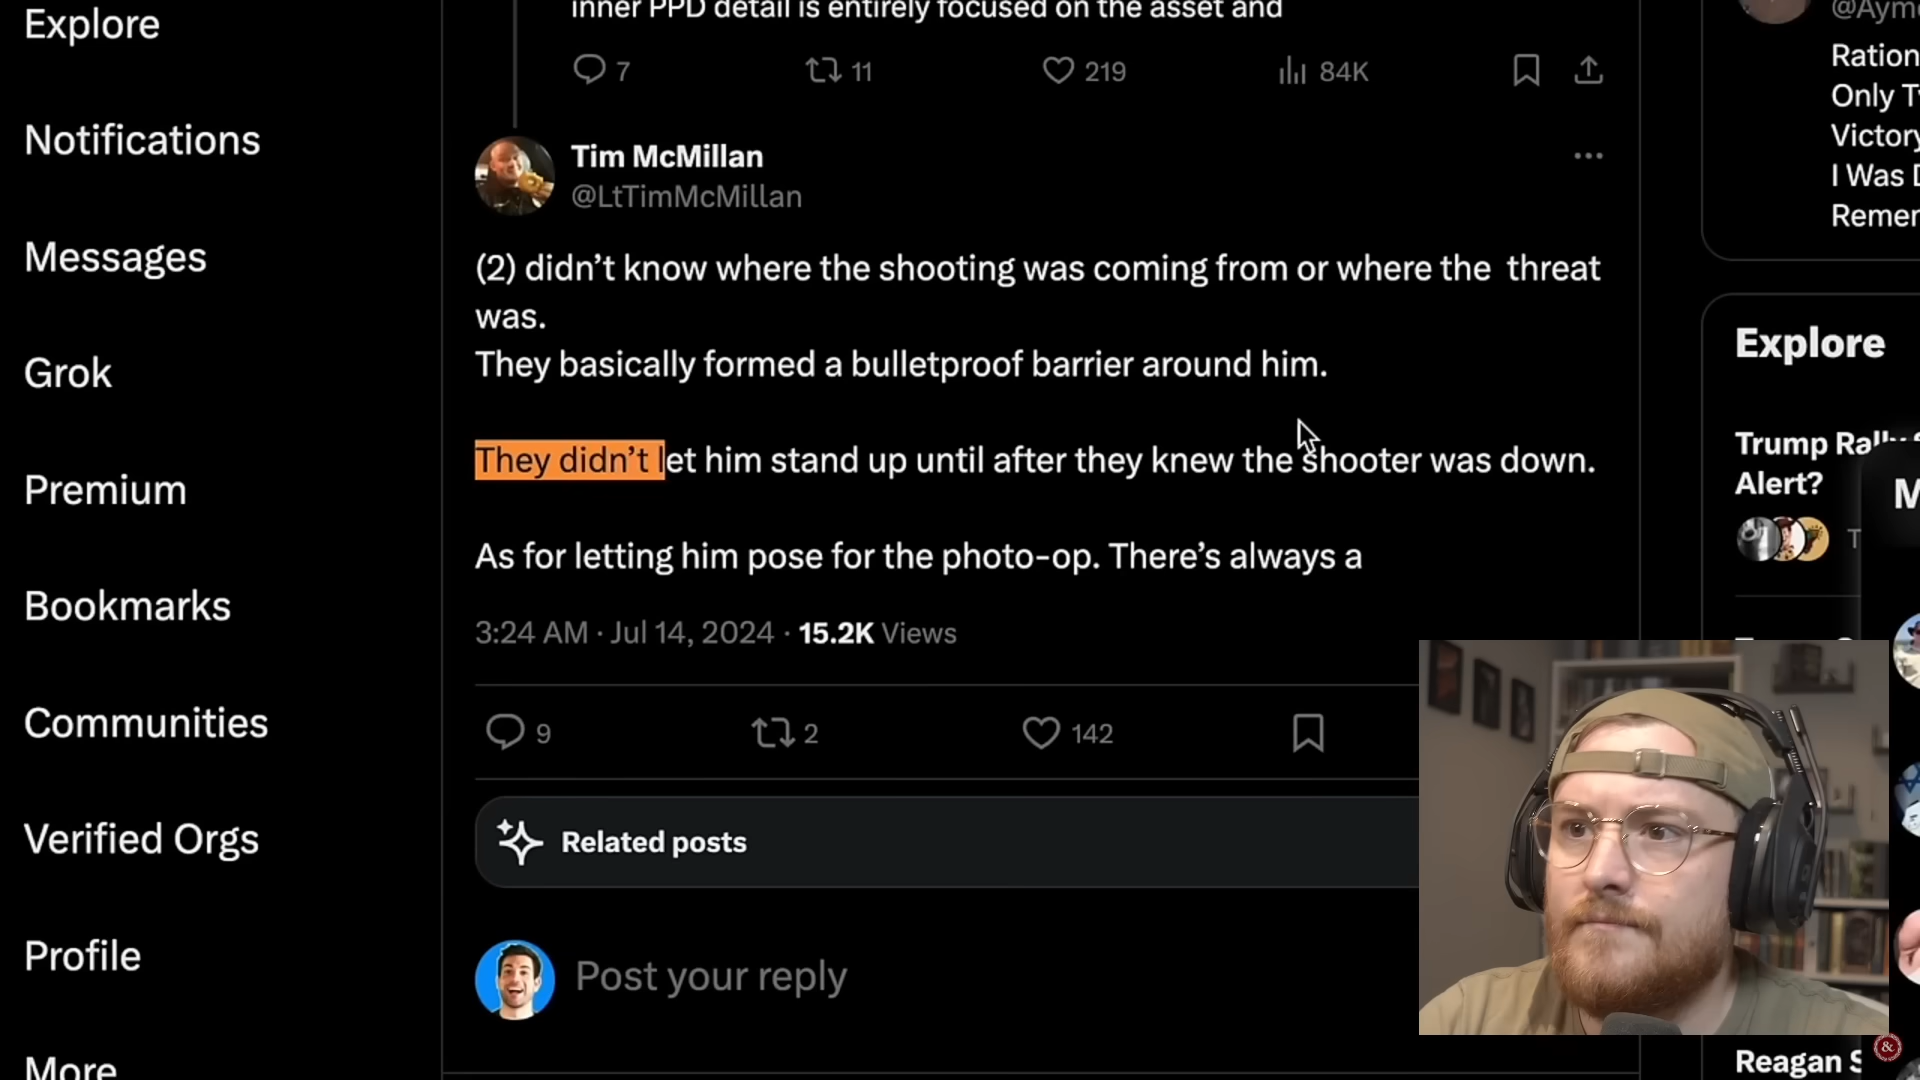 Explore
Notifications
Messages
Grok
Premium
Bookmarks
Communities
Verified Orgs
Profile
More
inner PPD detail is entirely focused on the asset and
7 11 219 84K
Tim McMillan
@LtTimMcMillan
(2) didn’t know where the shooting was coming from or where the threat
was.
They basically formed a bulletproof barrier around him.
They didn’t let him stand up until after they knew the shooter was down.
As for letting him pose for the photo-op. There’s always a
3:24 AM · Jul 14, 2024 · 15.2K Views
9 2 142
Related posts
Post your reply
Only
Victory
I Was
Explore
Trump
Alert?
Reagan
&